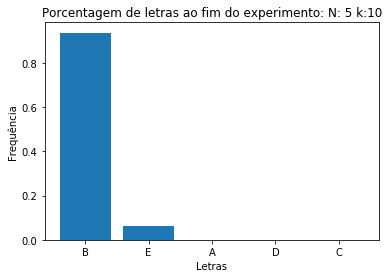 Porcentagem de letras ao fim do experimento: N: 5 k:10
0.8
0.6
0.4
0.2
0.0
Frequência
B E A D C
Letras